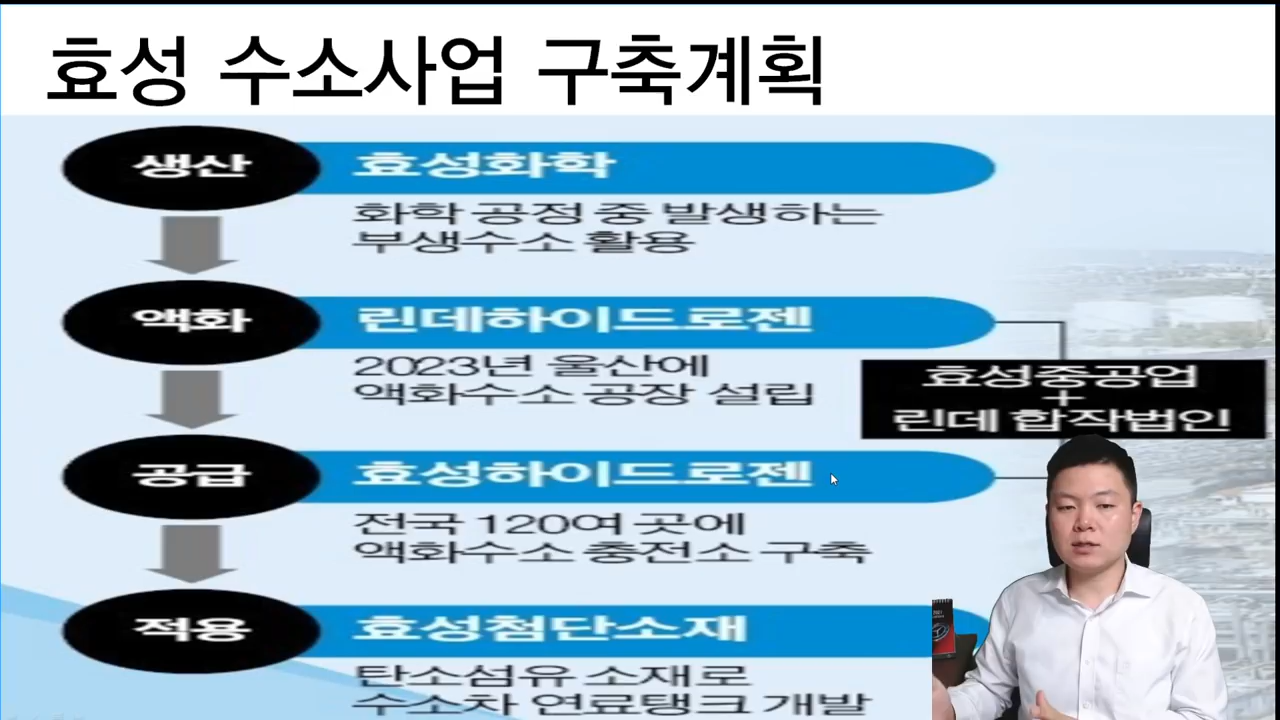 효성 수소사업 구축계획
생산
효성화학
화학 공정 중 발생하는
부생수소 활용
액화
린데하이드로젠
2023년 울산에
액화수소 공장 설립
효성중공업
+
린데 합작법인
공급
효성하이드로젠
전국 120여 곳에
액화수소 충전소 구축
적용
효성첨단소재
탄소섬유 소재로
수소차 연료탱크 개발